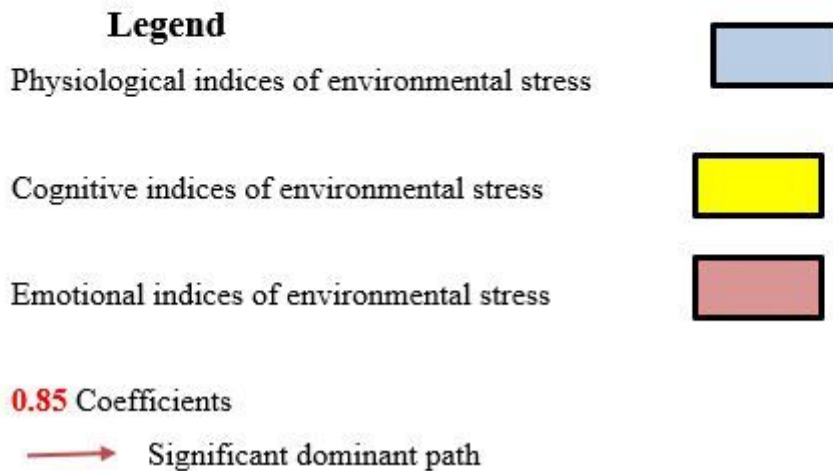 Legend
Physiological indices of environmental stress
Cognitive indices of environmental stress
Emotional indices of environmental stress
0.85 Coefficients
Significant dominant path